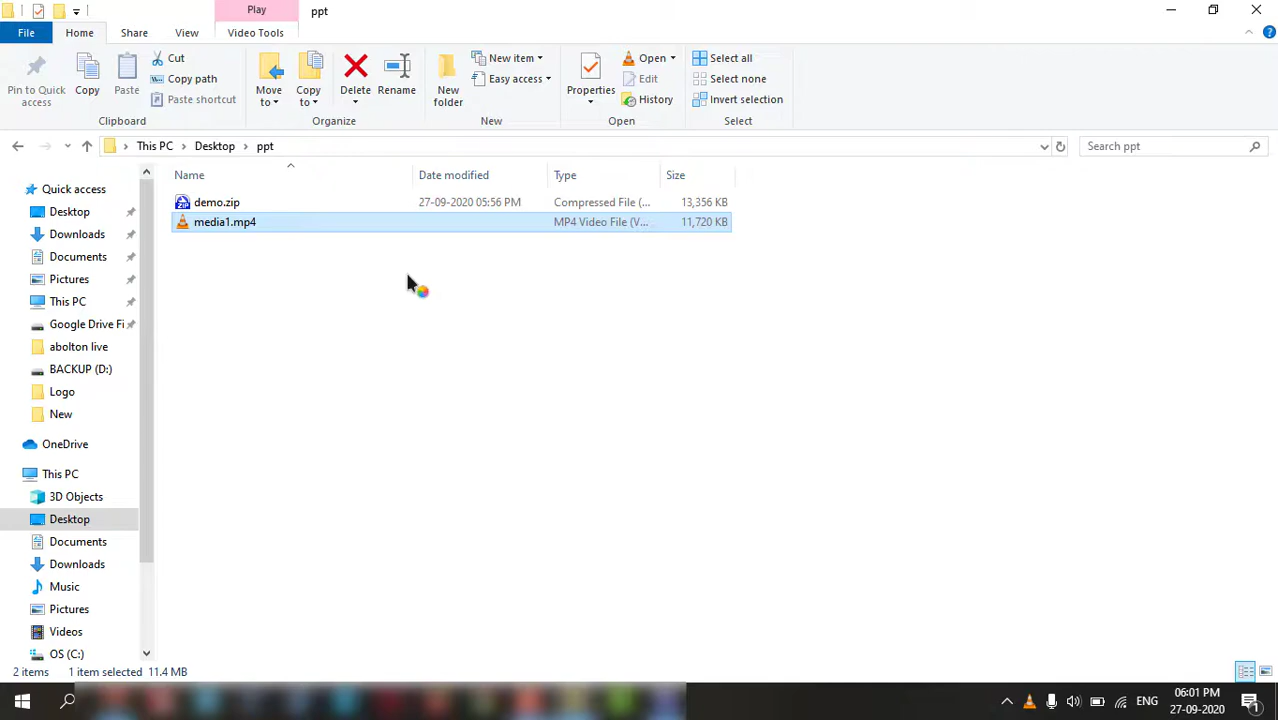 Play
ppt
File
Home
Share
View
Video Tools
Pin to Quick access
Copy
Paste
Cut
Copy path
Paste shortcut
Clipboard
Move to
Copy to
Delete
Rename
Organize
New folder
New item
Easy access
New
Properties
Open
Edit
History
Open
Select all
Select none
Invert selection
Select
This PC
Desktop
ppt
Search ppt
Name
Date modified
Type
Size
demo.zip
27-09-2020 05:56 PM
Compressed File (...
13,356 KB
media1.mp4
MP4 Video File (V...
11,720 KB
Quick access
Desktop
Downloads
Documents
Pictures
This PC
Google Drive Fi
abolton live
BACKUP (D:)
Logo
New
OneDrive
This PC
3D Objects
Desktop
Documents
Downloads
Music
Pictures
Videos
OS (C:)
2 items
1 item selected
11.4 MB
ZIP
ENG
06:01 PM
27-09-2020
1